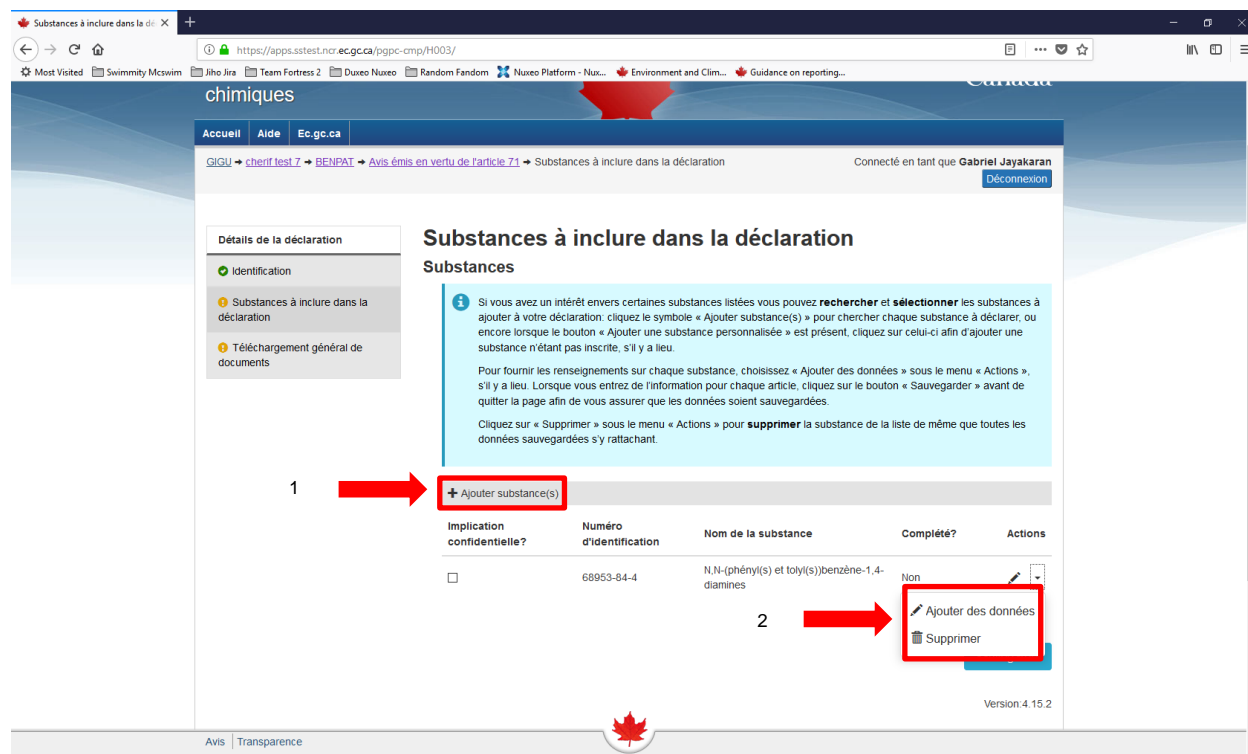 Substances à inclure dans la dé
https://apps.sstest.ncr.ec.gc.ca/pgpc-cmp/H003/
Most Visited Swimmity Mcswim Jiho Jira Team Fortress 2 Duxeo Nuxeo Random Fandom Nuxeo Platform - Nux... Environment and Clim... Guidance on reporting...
chimiques
Canada
Accueil Aide Ec.gc.ca
GIGU ➔ cherif test 7 ➔ BENPAT ➔ Avis émis en vertu de l'article 71 ➔ Substances à inclure dans la déclaration
Connecté en tant que Gabriel Jayakaran
Déconnexion
Détails de la déclaration
Identification
Substances à inclure dans la
déclaration
Téléchargement général de
documents
Substances à inclure dans la déclaration
Substances
Si vous avez un intérêt envers certaines substances listées vous pouvez rechercher et sélectionner les substances à
ajouter à votre déclaration: cliquez le symbole « Ajouter substance(s) » pour chercher chaque substance à déclarer, ou
encore lorsque le bouton « Ajouter une substance personnalisée » est présent, cliquez sur celui-ci afin d'ajouter une
substance n'étant pas inscrite, s'il y a lieu.
Pour fournir les renseignements sur chaque substance, choisissez « Ajouter des données » sous le menu « Actions »,
s'il y a lieu. Lorsque vous entrez de l'information pour chaque article, cliquez sur le bouton « Sauvegarder » avant de
quitter la page afin de vous assurer que les données soient sauvegardées.
Cliquez sur « Supprimer » sous le menu « Actions » pour supprimer la substance de la liste de même que toutes les
données sauvegardées s'y rattachant.
1
+ Ajouter substance(s)
Implication
confidentielle?
Numéro
d'identification
Nom de la substance
Complété?
Actions
68953-84-4
N,N-(phényl(s) et tolyl(s))benzène-1,4-
diamines
Non
2
Ajouter des données
Supprimer
Version:4.15.2
Avis Transparence